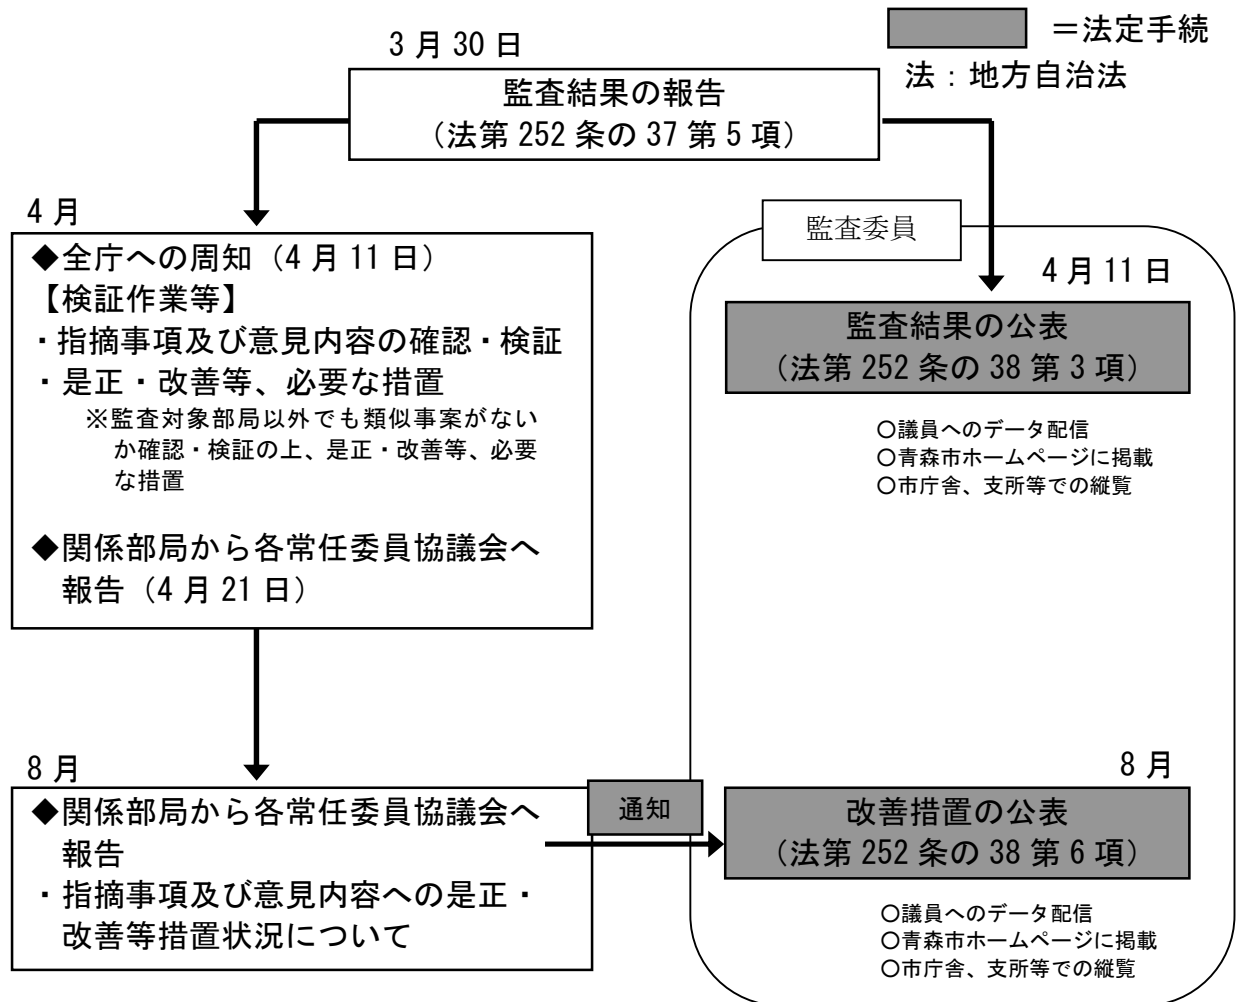 ＝法定手続
法：地方自治法
3月30日
監査結果の報告
（法第252条の37第5項）
4月
◆全庁への周知（4月11日）
【検証作業等】
・指摘事項及び意見内容の確認・検証
・是正・改善等、必要な措置
※監査対象部局以外でも類似事案がない
か確認・検証の上、是正・改善等、必要
な措置
◆関係部局から各常任委員協議会へ
報告（4月21日）
監査委員
4月11日
監査結果の公表
（法第252条の38第3項）
○議員へのデータ配信
○青森市ホームページに掲載
○市庁舎、支所等での縦覧
8月
◆関係部局から各常任委員協議会へ
報告
・指摘事項及び意見内容への是正・
改善等措置状況について
通知
8月
改善措置の公表
（法第252条の38第6項）
○議員へのデータ配信
○青森市ホームページに掲載
○市庁舎、支所等での縦覧